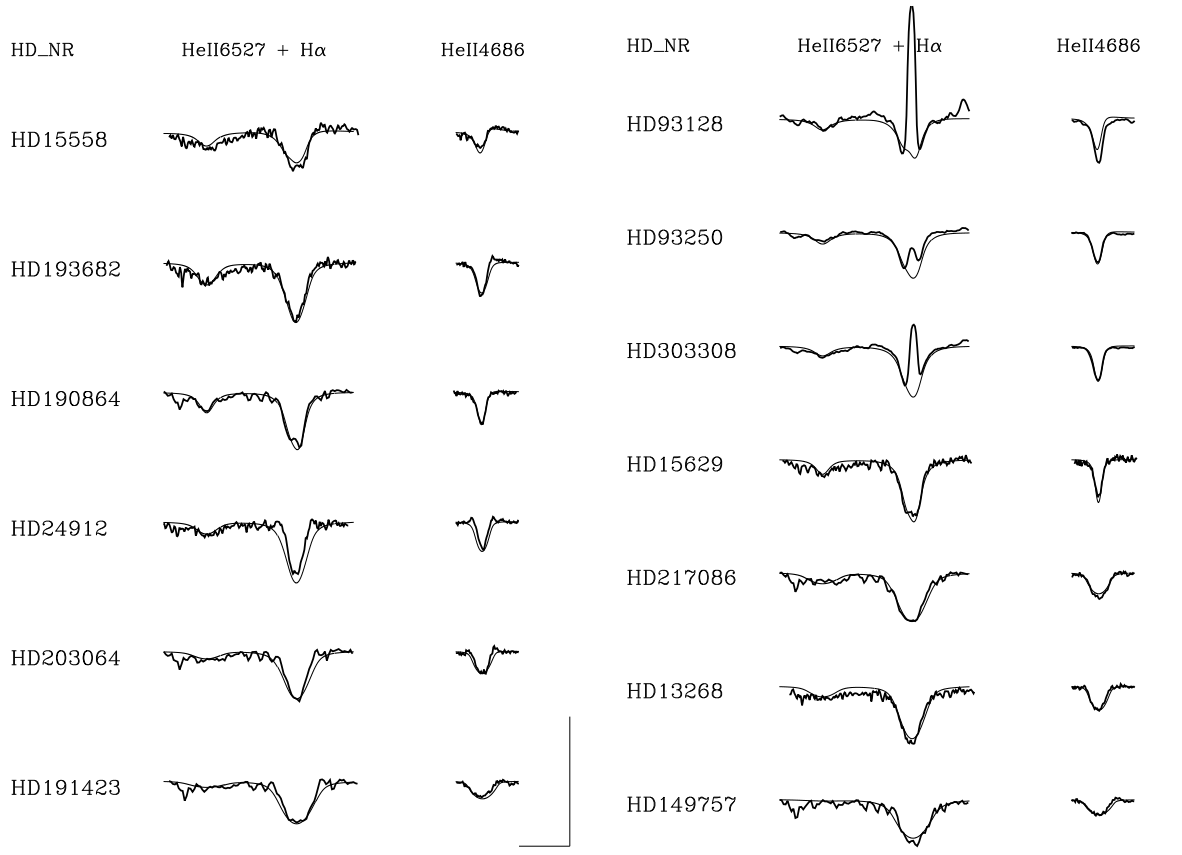 HD_NR HeII6527 + Hα HeII4686
HD15558
HD193682
HD190864
HD24912
HD203064
HD191423
HD_NR HeII6527 + Hα HeII4686
HD93128
HD93250
HD303308
HD15629
HD217086
HD13268
HD149757